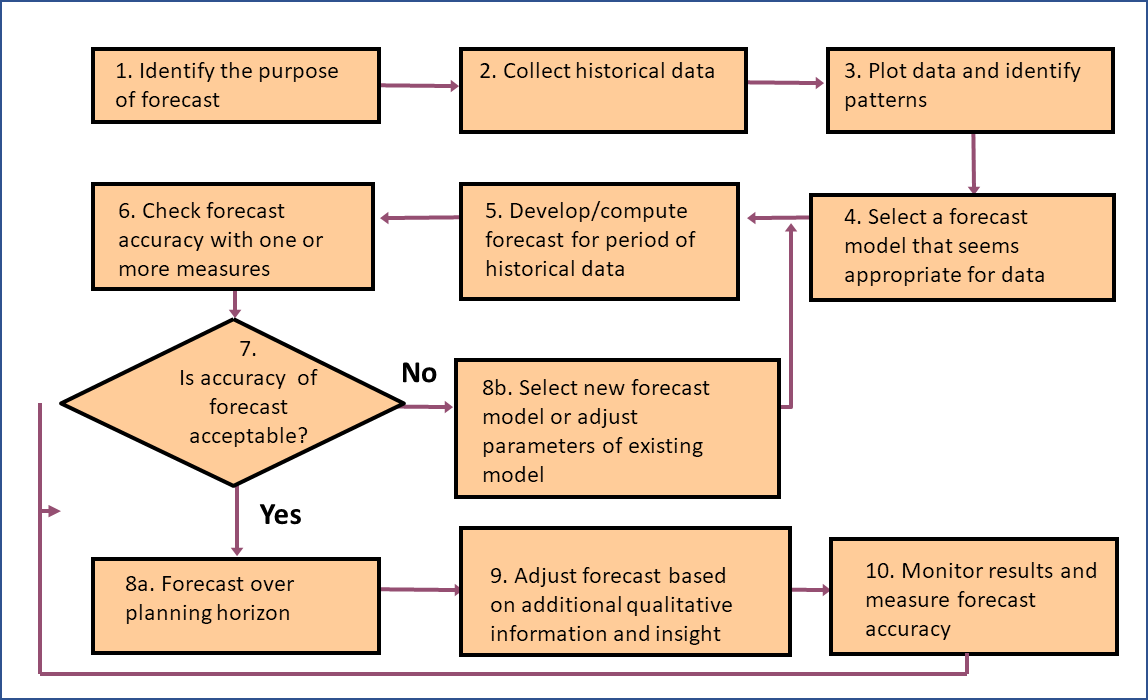 1. Identify the purpose
of forecast
2. Collect historical data
3. Plot data and identify
patterns
4. Select a forecast
model that seems
appropriate for data
5. Develop/compute
forecast for period of
historical data
6. Check forecast
accuracy with one or
more measures
7.
Is accuracy of
forecast
acceptable?
No
8b. Select new forecast
model or adjust
parameters of existing
model
Yes
8a. Forecast over
planning horizon
9. Adjust forecast based
on additional qualitative
information and insight
10. Monitor results and
measure forecast
accuracy